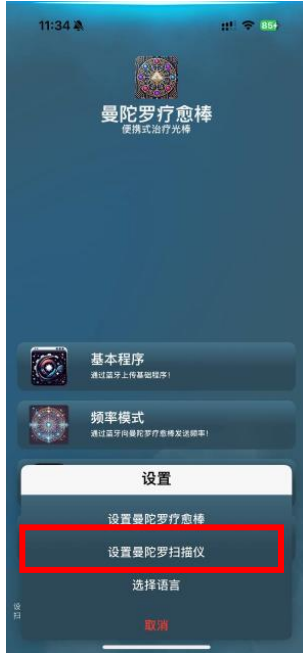 11:34
85+
曼陀罗疗愈棒
便携式治疗光棒
基本程序
通过蓝牙上传基础程序!
频率模式
通过蓝牙向曼陀罗疗愈棒发送频率!
设置
设置曼陀罗疗愈棒
设置曼陀罗扫描仪
选择语言
设
扫
取消